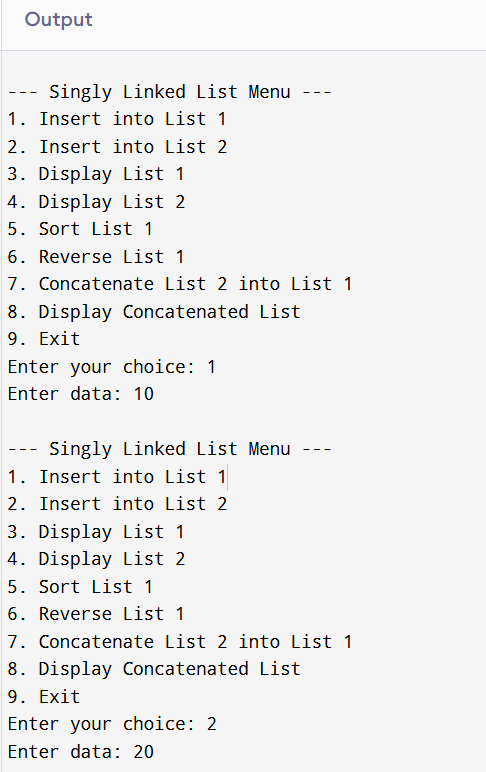 Output
--- Singly Linked List Menu ---
1. Insert into List 1
2. Insert into List 2
3. Display List 1
4. Display List 2
5. Sort List 1
6. Reverse List 1
7. Concatenate List 2 into List 1
8. Display Concatenated List
9. Exit
Enter your choice: 1
Enter data: 10
--- Singly Linked List Menu ---
1. Insert into List 1
2. Insert into List 2
3. Display List 1
4. Display List 2
5. Sort List 1
6. Reverse List 1
7. Concatenate List 2 into List 1
8. Display Concatenated List
9. Exit
Enter your choice: 2
Enter data: 20